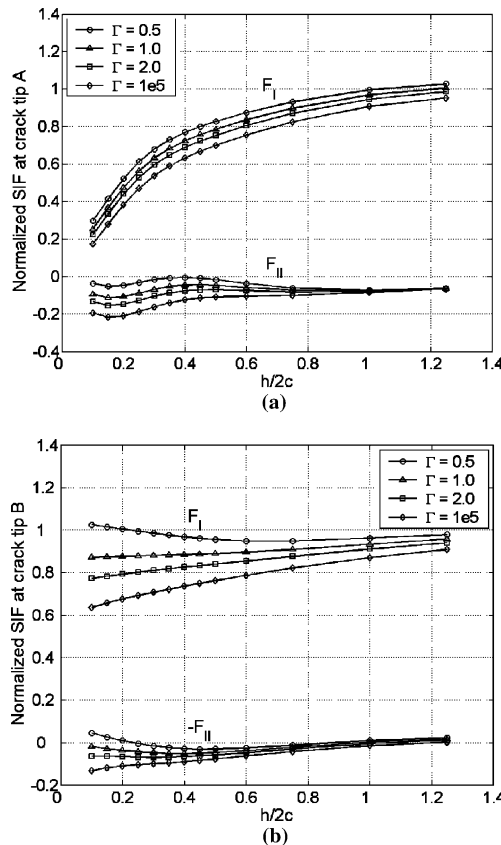 1.4
1.2
1
0.8
0.6
0.4
0.2
0
-0.2
-0.4
Normalized SIF at crack tip A
Γ = 0.5
Γ = 1.0
Γ = 2.0
Γ = 1e5
F_I
F_II
0 0.2 0.4 0.6 0.8 1 1.2 1.4
h/2c
(a)
1.4
1.2
1
0.8
0.6
0.4
0.2
0
-0.2
Normalized SIF at crack tip B
Γ = 0.5
Γ = 1.0
Γ = 2.0
Γ = 1e5
F_I
-F_II
0 0.2 0.4 0.6 0.8 1 1.2 1.4
h/2c
(b)